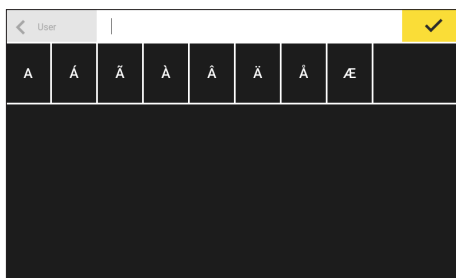 User
A Á Ã À Â Ä Å Æ